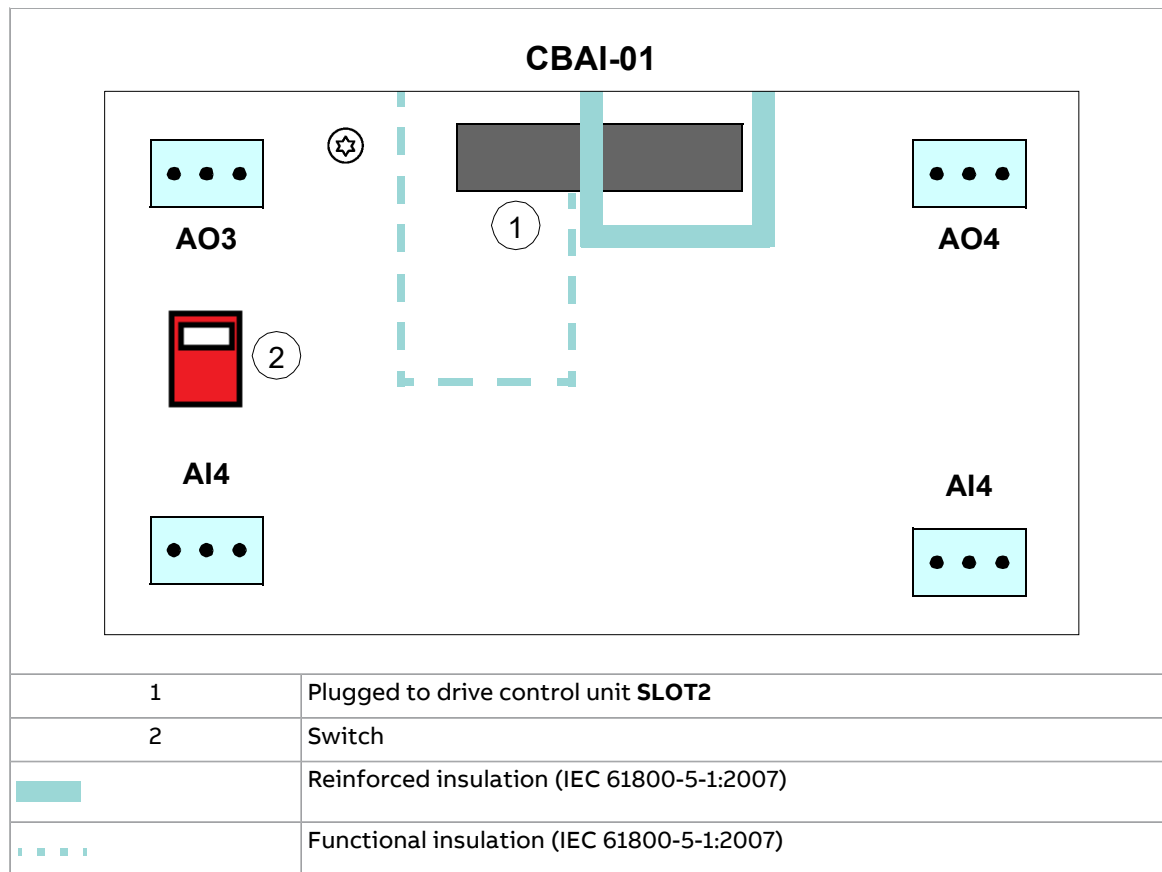 CBAI-01
AO3
1
AO4
2
AI4
AI4
1 Plugged to drive control unit SLOT2
2 Switch
Reinforced insulation (IEC 61800-5-1:2007)
Functional insulation (IEC 61800-5-1:2007)